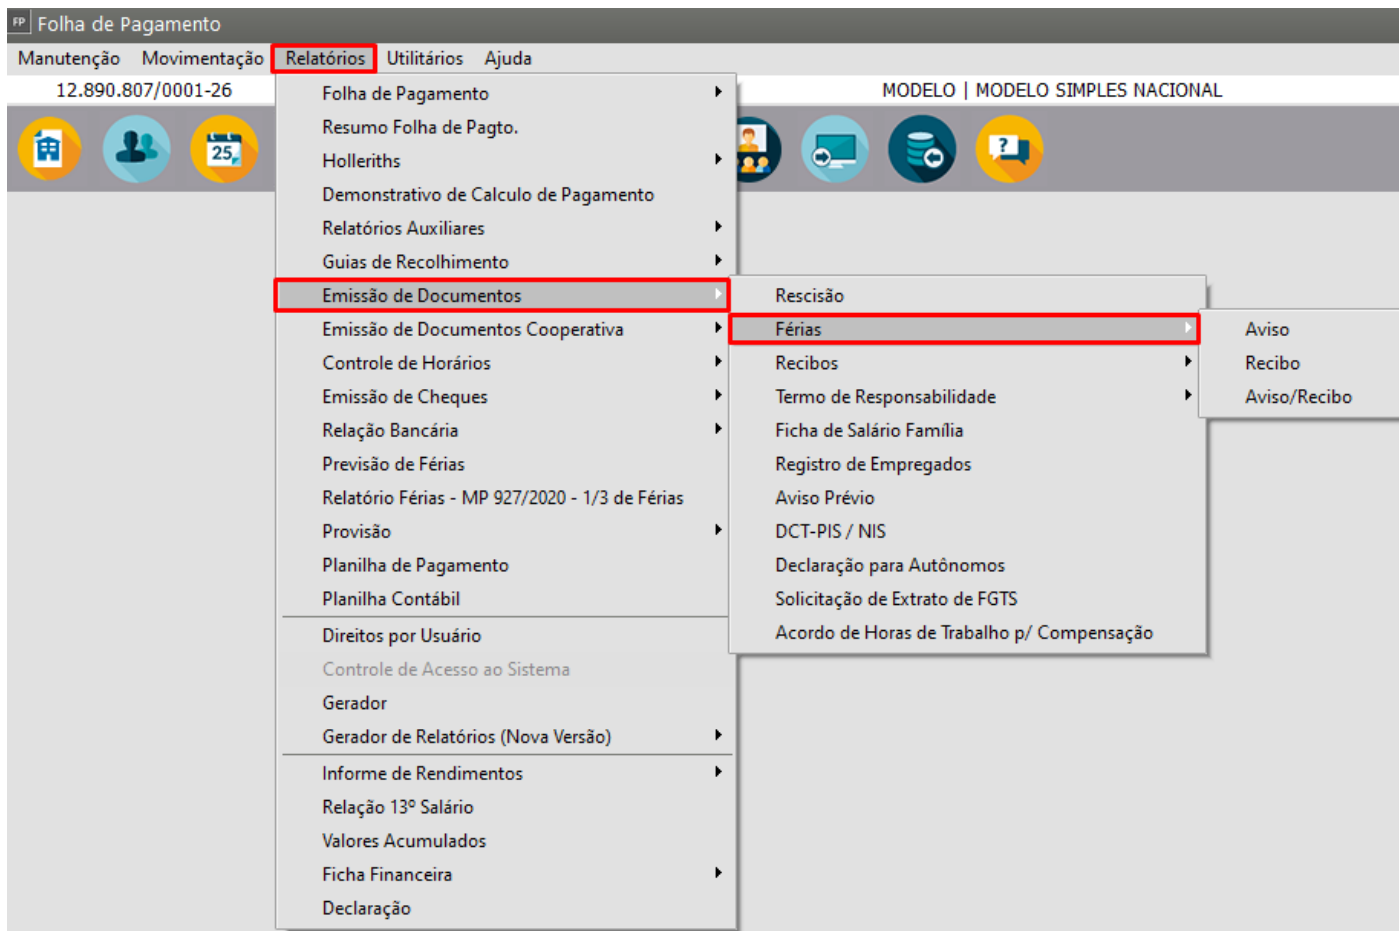 FP Folha de Pagamento
Manutenção Movimentação Relatórios Utilitários Ajuda
12.890.807/0001-26 MODELO | MODELO SIMPLES NACIONAL
25
?
Folha de Pagamento
Resumo Folha de Pagto.
Holleriths
Demonstrativo de Calculo de Pagamento
Relatórios Auxiliares
Guias de Recolhimento
Emissão de Documentos
Emissão de Documentos Cooperativa
Controle de Horários
Emissão de Cheques
Relação Bancária
Previsão de Férias
Relatório Férias - MP 927/2020 - 1/3 de Férias
Provisão
Planilha de Pagamento
Planilha Contábil
Direitos por Usuário
Controle de Acesso ao Sistema
Gerador
Gerador de Relatórios (Nova Versão)
Informe de Rendimentos
Relação 13º Salário
Valores Acumulados
Ficha Financeira
Declaração
Rescisão
Férias
Recibos
Termo de Responsabilidade
Ficha de Salário Família
Registro de Empregados
Aviso Prévio
DCT-PIS / NIS
Declaração para Autônomos
Solicitação de Extrato de FGTS
Acordo de Horas de Trabalho p/ Compensação
Aviso
Recibo
Aviso/Recibo